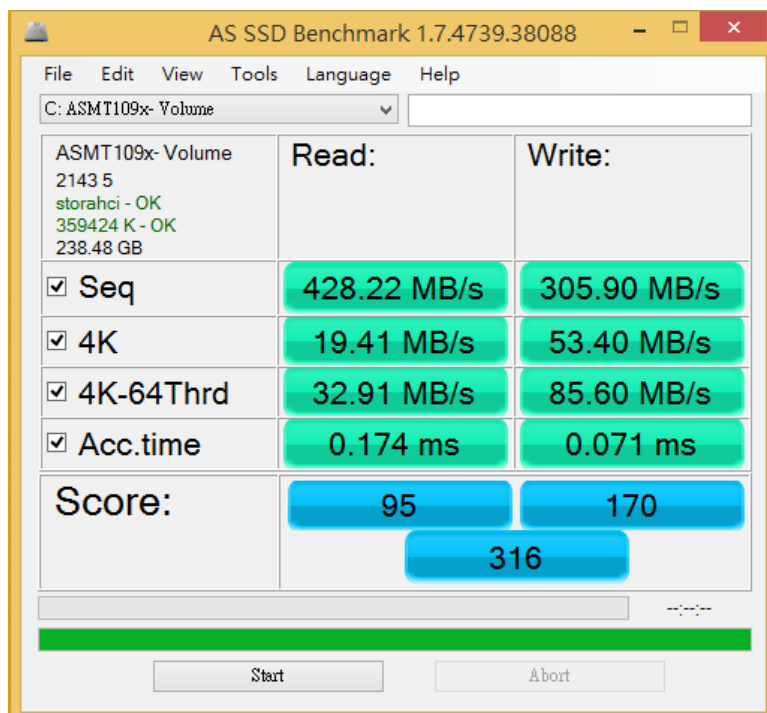 AS SSD Benchmark 1.7.4739.38088
File Edit View Tools Language Help
C: ASMT109x- Volume
ASMT109x- Volume
2143 5
storahci - OK
359424 K - OK
238.48 GB
Read: Write:
Seq 428.22 MB/s 305.90 MB/s
4K 19.41 MB/s 53.40 MB/s
4K-64Thrd 32.91 MB/s 85.60 MB/s
Acc.time 0.174 ms 0.071 ms
Score: 95 170
316
--:--:--
Start Abort